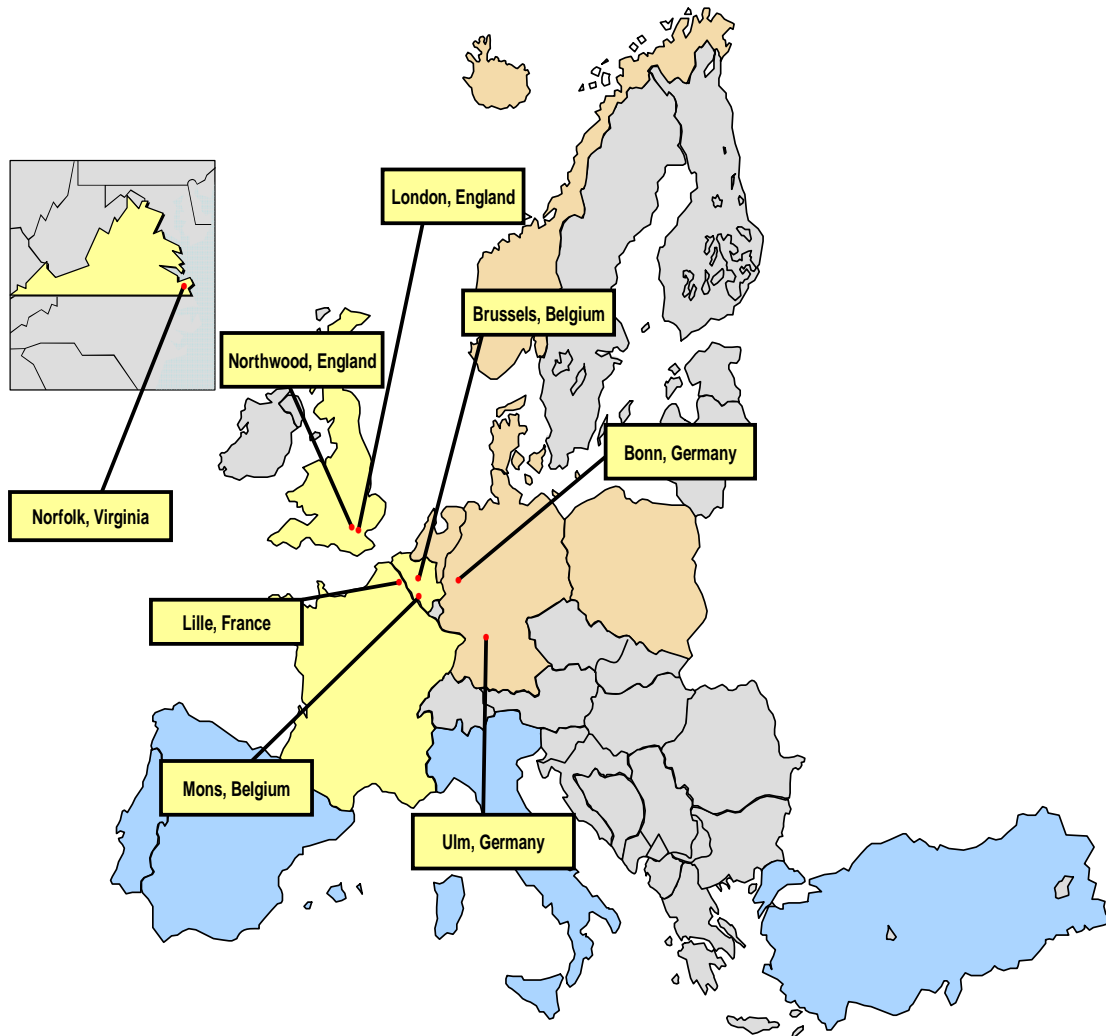 London, England
Brussels, Belgium
Northwood, England
Bonn, Germany
Norfolk, Virginia
Lille, France
Mons, Belgium
Ulm, Germany